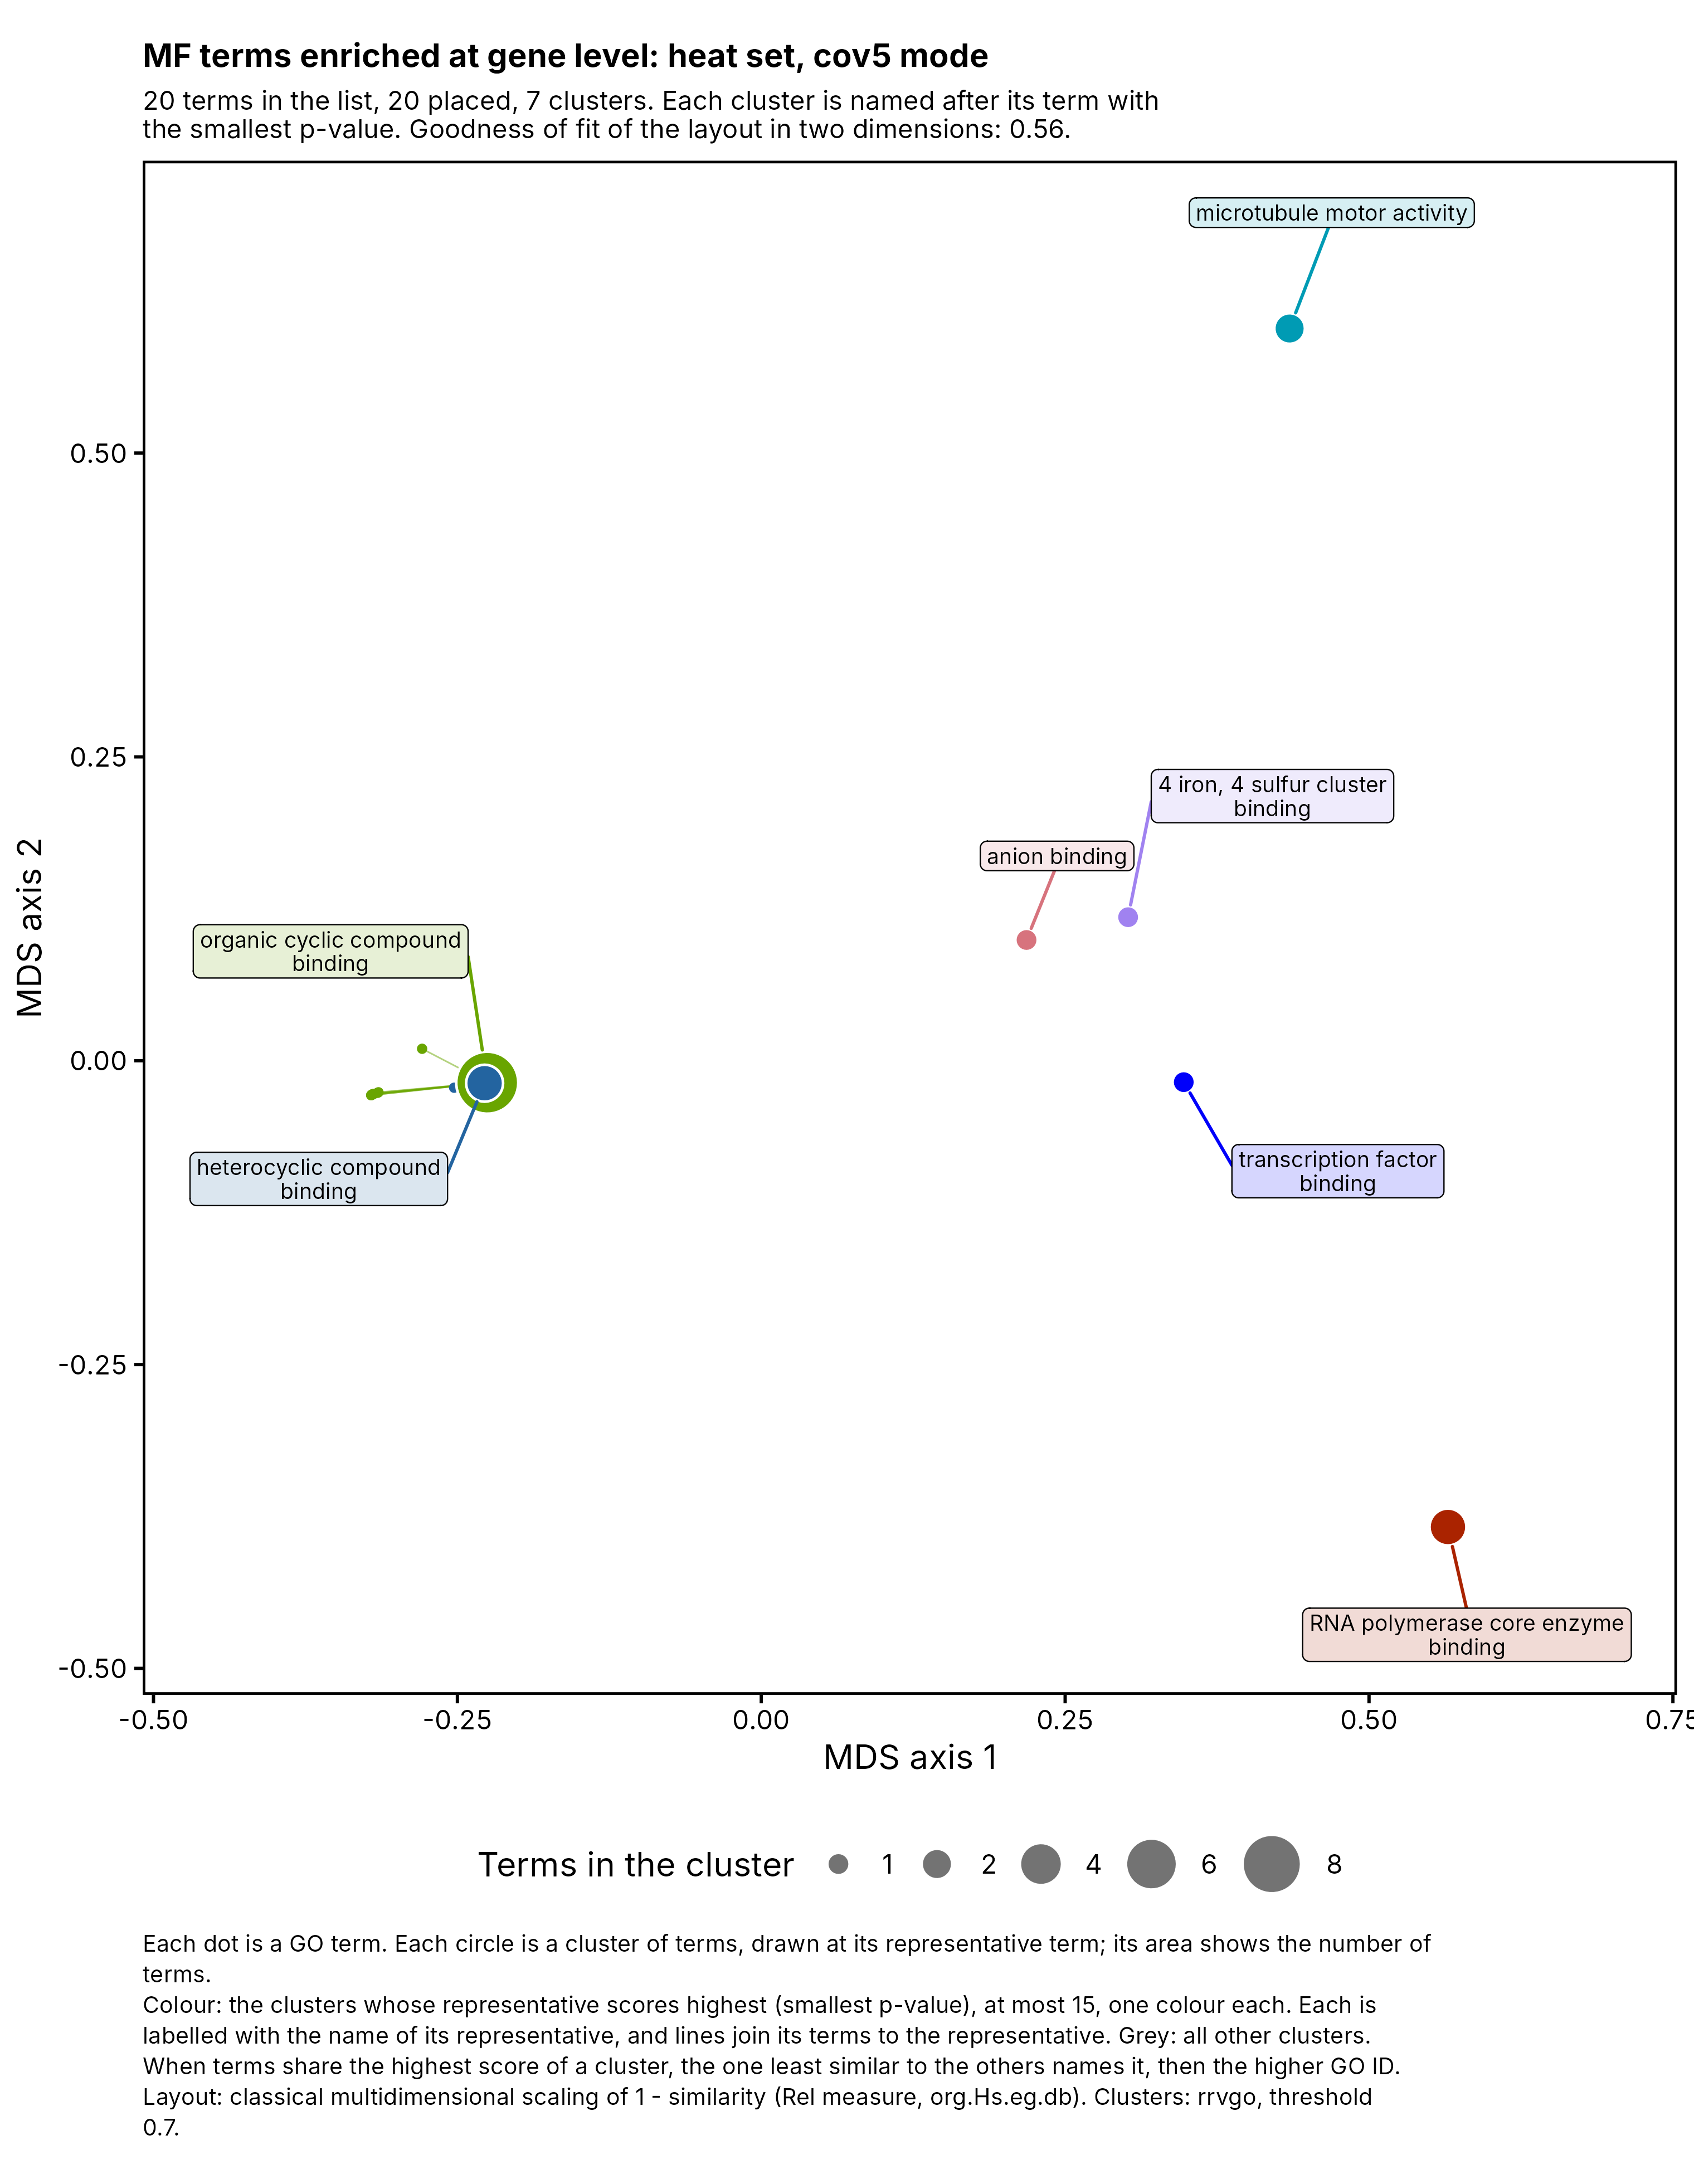 MF terms enriched at gene level: heat set, cov5 mode
20 terms in the list, 20 placed, 7 clusters. Each cluster is named after its term with
the smallest p-value. Goodness of fit of the layout in two dimensions: 0.56.
microtubule motor activity
0.50
0.25
4 iron, 4 sulfur cluster
binding
anion binding
organic cyclic compound
binding
MDS axis 2
0.00
heterocyclic compound
binding
transcription factor
binding
-0.25
RNA polymerase core enzyme
binding
-0.50
-0.50 -0.25 0.00 0.25 0.50 0.75
MDS axis 1
Terms in the cluster 1 2 4 6 8
Each dot is a GO term. Each circle is a cluster of terms, drawn at its representative term; its area shows the number of
terms.
Colour: the clusters whose representative scores highest (smallest p-value), at most 15, one colour each. Each is
labelled with the name of its representative, and lines join its terms to the representative. Grey: all other clusters.
When terms share the highest score of a cluster, the one least similar to the others names it, then the higher GO ID.
Layout: classical multidimensional scaling of 1 - similarity (Rel measure, org.Hs.eg.db). Clusters: rrvgo, threshold
0.7.